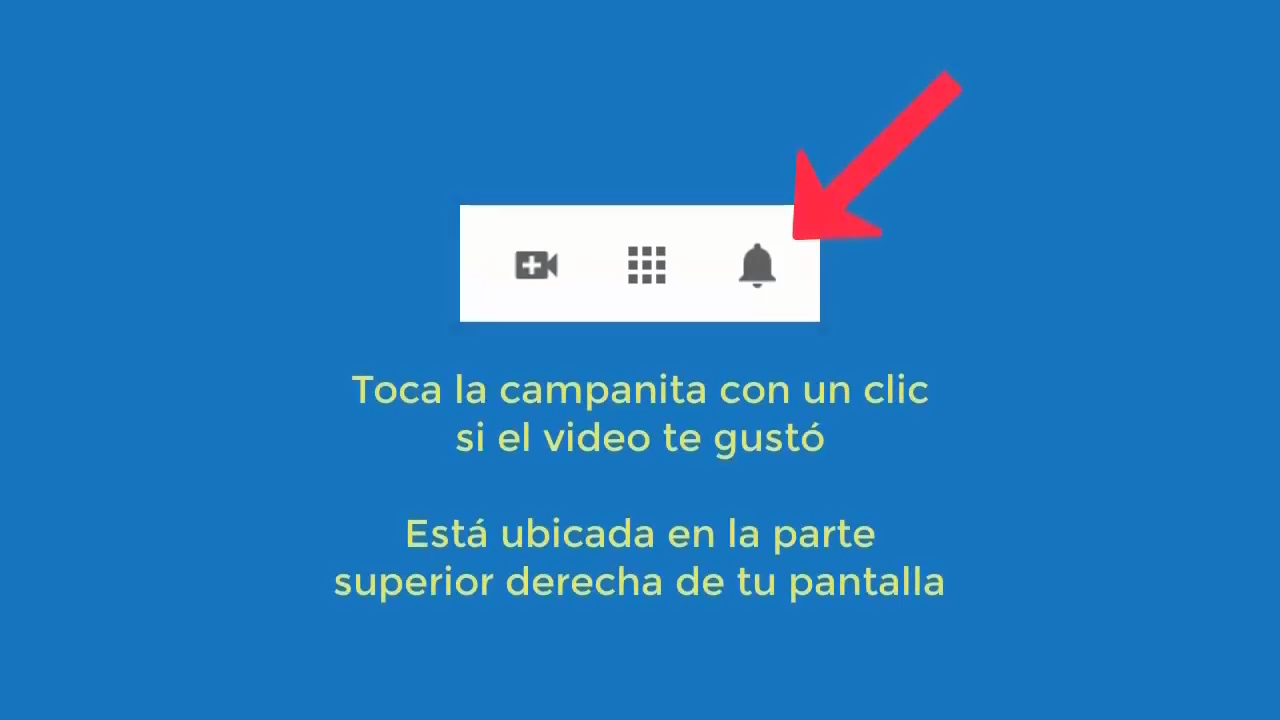 Toca la campanita con un clic
si el video te gustó
Está ubicada en la parte
superior derecha de tu pantalla